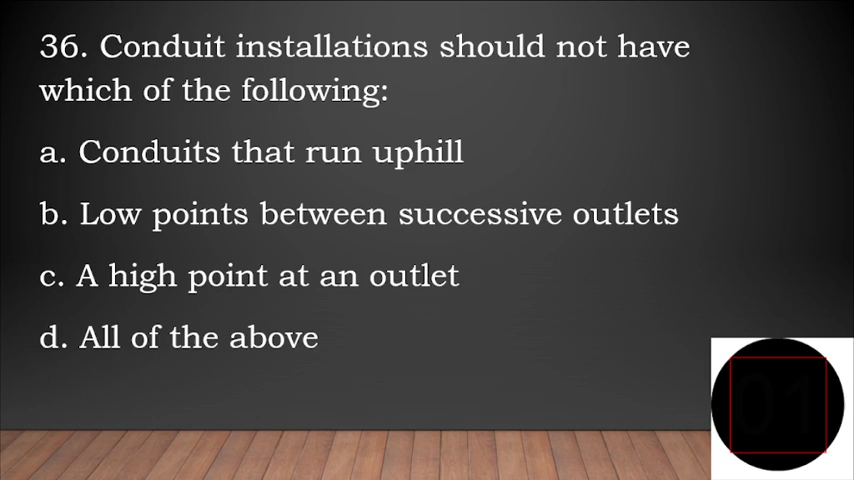 36. Conduit installations should not have
which of the following:
a. Conduits that run uphill
b. Low points between successive outlets
c. A high point at an outlet
d. All of the above
01